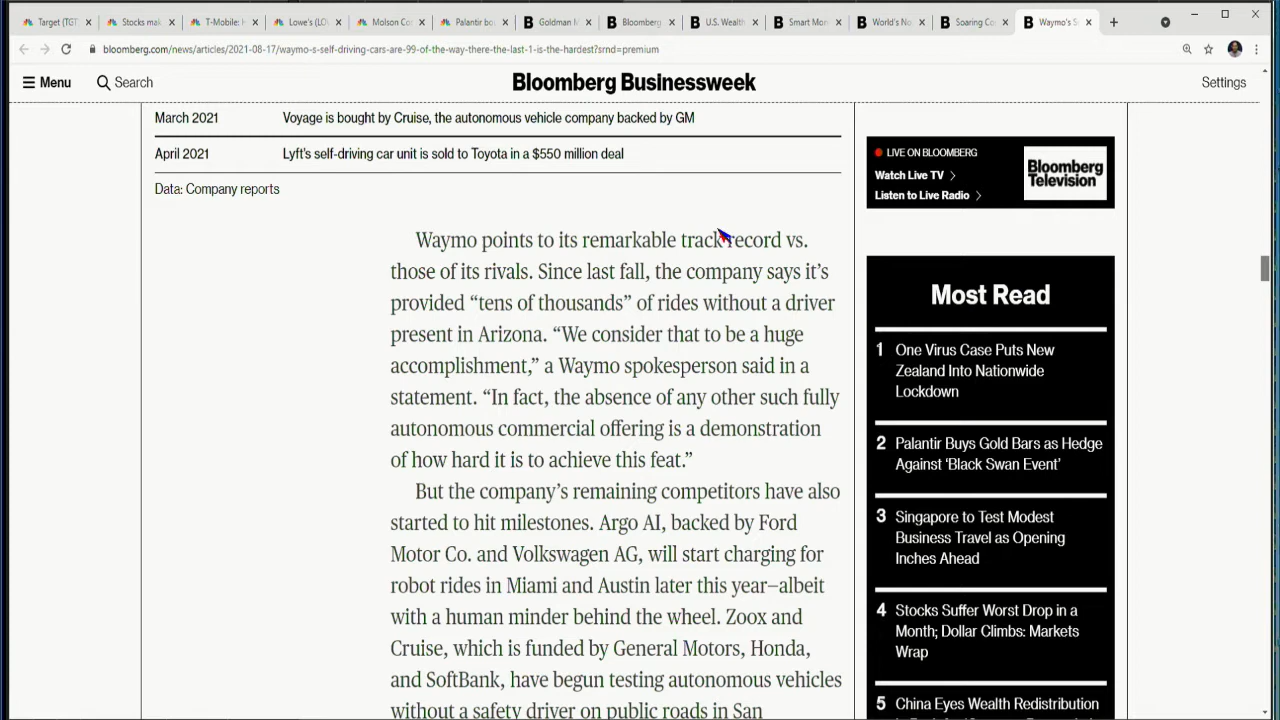 Target (TGT
Stocks mak
T-Mobile: H
Lowe's (LOW
Molson Coo
Palantir bou
Goldman M
Bloomberg
U.S. Wealth
Smart Mon
World's No
Soaring Ce
Waymo's S
bloomberg.com/news/articles/2021-08-17/waymo-s-self-driving-cars-are-99-of-the-way-there-the-last-1-is-the-hardest?srnd=premium
Menu
Search
Bloomberg Businessweek
Settings
March 2021 Voyage is bought by Cruise, the autonomous vehicle company backed by GM
April 2021 Lyft's self-driving car unit is sold to Toyota in a $550 million deal
Data: Company reports
Waymo points to its remarkable track record vs.
those of its rivals. Since last fall, the company says it's
provided “tens of thousands” of rides without a driver
present in Arizona. “We consider that to be a huge
accomplishment,” a Waymo spokesperson said in a
statement. “In fact, the absence of any other such fully
autonomous commercial offering is a demonstration
of how hard it is to achieve this feat.”
But the company's remaining competitors have also
started to hit milestones. Argo AI, backed by Ford
Motor Co. and Volkswagen AG, will start charging for
robot rides in Miami and Austin later this year—albeit
with a human minder behind the wheel. Zoox and
Cruise, which is funded by General Motors, Honda,
and SoftBank, have begun testing autonomous vehicles
without a safety driver on public roads in San
LIVE ON BLOOMBERG
Watch Live TV
Listen to Live Radio
Bloomberg
Television
Most Read
1 One Virus Case Puts New
Zealand Into Nationwide
Lockdown
2 Palantir Buys Gold Bars as Hedge
Against ‘Black Swan Event’
3 Singapore to Test Modest
Business Travel as Opening
Inches Ahead
4 Stocks Suffer Worst Drop in a
Month; Dollar Climbs: Markets
Wrap
5 China Eyes Wealth Redistribution